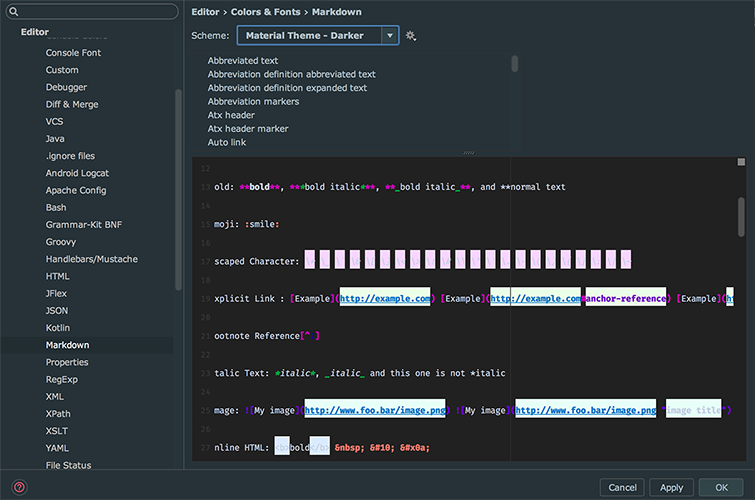 Editor › Colors & Fonts › Markdown
Editor
Scheme: Material Theme - Darker
Console Font
Custom
Debugger
Diff & Merge
VCS
Java
.ignore files
Android Logcat
Apache Config
Bash
Grammar-Kit BNF
Groovy
Handlebars/Mustache
HTML
JFlex
JSON
Kotlin
Markdown
Properties
RegExp
XML
XPath
XSLT
YAML
File Status
Abbreviated text
Abbreviation definition abbreviated text
Abbreviation definition expanded text
Abbreviation markers
Atx header
Atx header marker
Auto link
12
13 old: **bold**, ***bold italic***, **_bold italic_**, and **normal text
14
15 moji: :smile:
16
17 scaped Character:
18
19 xplicit Link : [Example](http://example.com) [Example](http://example.com#anchor-reference) [Example](h
20
21 ootnote Reference[^ ]
22
23 talic Text: *italic*, _italic_ and this one is not *italic
24
25 mage: ![My image](http://www.foo.bar/image.png) ![My image](http://www.foo.bar/image.png "image title")
26
27 nline HTML: <b>bold</b> &nbsp; &#10; &#x0a;
? Cancel Apply OK